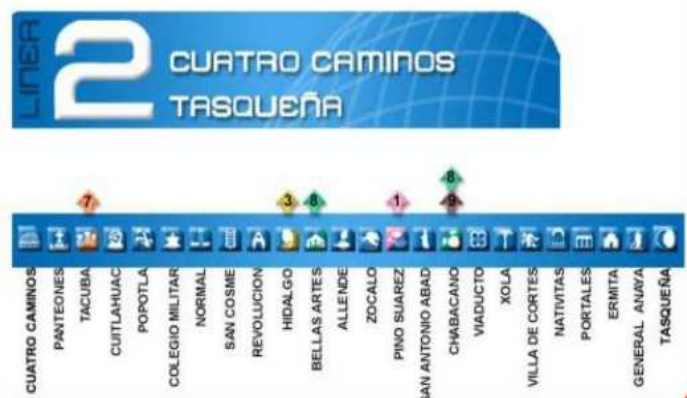 LINEA 2
CUATRO CAMINOS
TASQUEÑA
7
3
8
1
8
9
CUATRO CAMINOS
PANTEONES
TACUBA
CUITLAHUAC
POPOTLA
COLEGIO MILITAR
NORMAL
SAN COSME
REVOLUCION
HIDALGO
BELLAS ARTES
ALLENDE
ZOCALO
PINO SUAREZ
SAN ANTONIO ABAD
CHABACANO
VIADUCTO
XOLA
VILLA DE CORTES
NATIVITAS
PORTALES
ERMITA
GENERAL ANAYA
TASQUEÑA